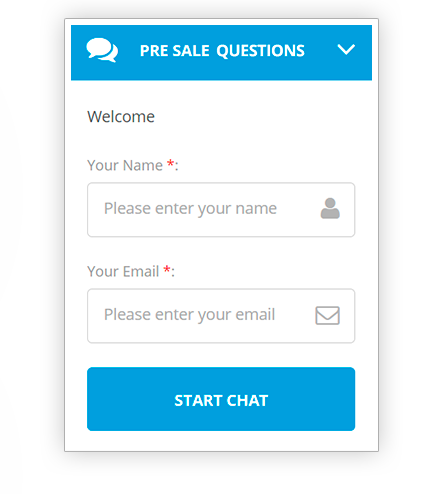 PRE SALE QUESTIONS
Welcome
Your Name *:
Please enter your name
Your Email *:
Please enter your email
START CHAT